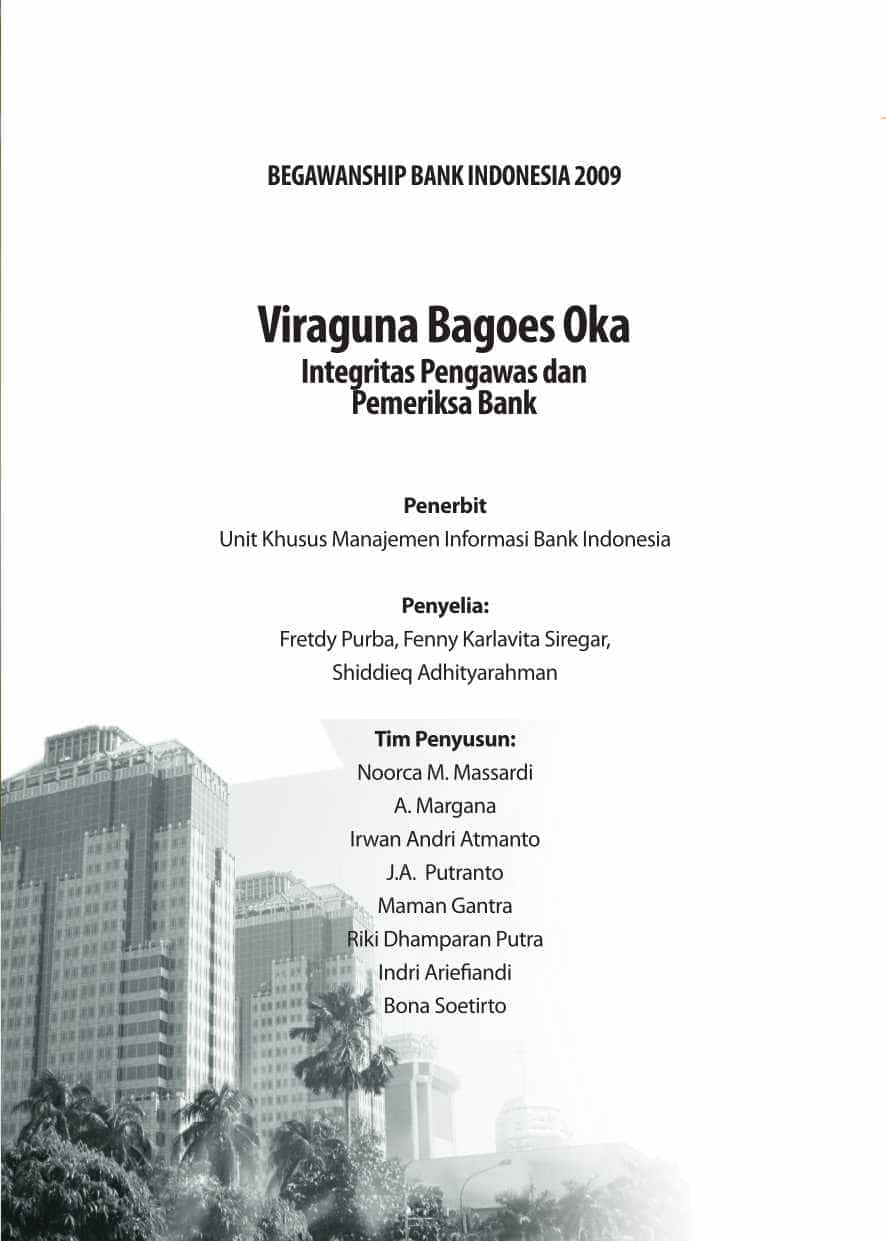 BEGAWANSHIP BANK INDONESIA 2009
Viraguna Bagoes Oka
Integritas Pengawas dan
Pemeriksa Bank
Penerbit
Unit Khusus Manajemen Informasi Bank Indonesia
Penyelia:
Fretdy Purba, Fenny Karlavita Siregar,
Shiddieq Adhityarahman
Tim Penyusun:
Noorca M. Massardi
A. Margana
Irwan Andri Atmanto
J.A. Putranto
Maman Gantra
Riki Dhamparan Putra
Indri Ariefiandi
Bona Soetirto